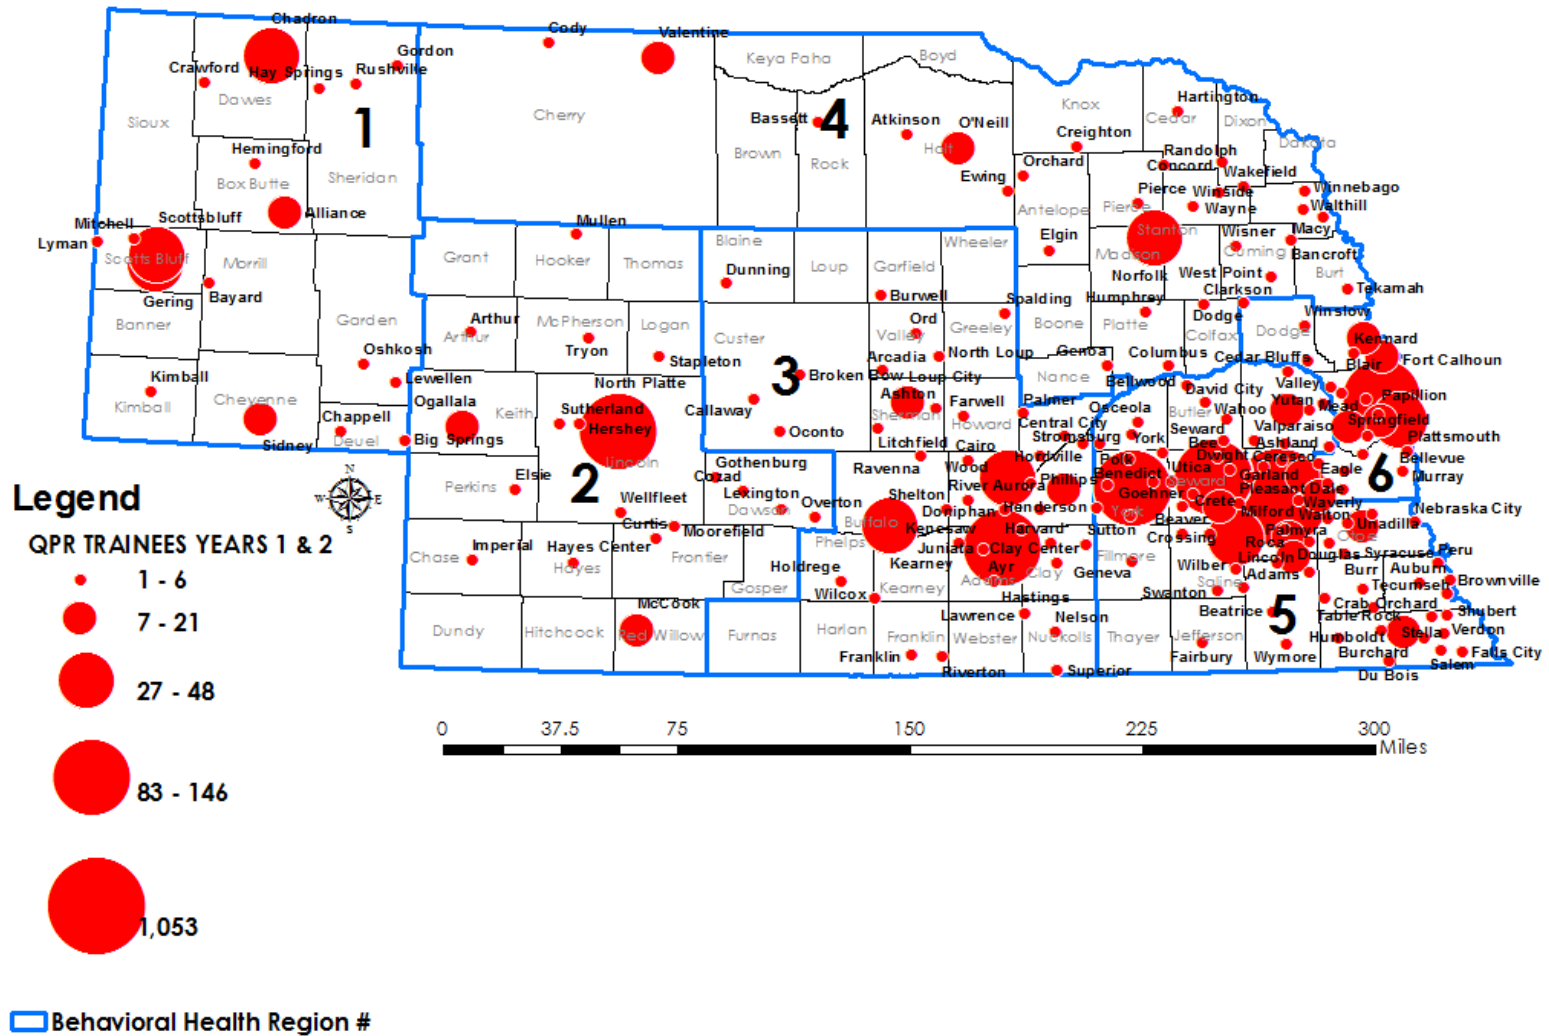 Chadron
Cody
Valentine
Gordon
Crawford
Hay Springs
Rushville
Keya Paha
Boyd
Dawes
Sioux
1
Cherry
Bassett
4
Atkinson
O'Neill
Holt
Knox
Hartington
Cedar
Dixon
Creighton
Dakota
Hemingford
Box Butte
Sheridan
Brown
Rock
Ewing
Orchard
Randolph
Concord
Wakefield
Pierce
Winside
Winnebago
Wayne
Walthill
Alliance
Scottsbluff
Mitchell
Lyman
Scotts Bluff
Morrill
Mullen
Antelope
Pierce
Stanton
Macy
Blaine
Wheeler
Elgin
Madison
Wisner
Cuming
Bancroft
Grant
Hooker
Thomas
Dunning
Loup
Garfield
Norfolk
West Point
Burt
Gering
Bayard
Burwell
Spalding
Humphrey
Clarkson
Tekamah
Banner
Garden
Arthur
Arthur
McPherson
Logan
Custer
Valley
Ord
Greeley
Boone
Platte
Dodge
Colfax
Dodge
Winslow
Kennard
Oshkosh
Tryon
Stapleton
Arcadia
North Loup
Genoa
Columbus
Cedar Bluffs
Blair
Fort Calhoun
Kimball
Lewellen
3
Broken Bow
Loup City
Nance
Bellwood
Kimball
Cheyenne
Ogallala
Keith
North Platte
Sutherland
Hershey
Callaway
Ashton
Sherman
Farwell
Howard
Palmer
Osceola
David City
Butler
Valley
Yutan
Mead
Papillion
Wahoo
Springfield
Chappell
Deuel
Sidney
Big Springs
Oconto
Litchfield
Central City
Stromsburg
York
Seward
Valparaiso
Bee
Ashland
Plattsmouth
Lincoln
Gothenburg
Cairo
Hordville
Polk
Dwight
Ceresco
Bellevue
Elsie
2
Cozad
Ravenna
Wood
River
Aurora
Phillips
Benedict
Utica
Seward
Garland
Eagle
6
Murray
Perkins
Wellfleet
Lexington
Dawson
Overton
Shelton
Doniphan
Henderson
Goehner
York
Crete
Pleasant Dale
Waverly
Milford
Walton
Nebraska City
Curtis
Moorefield
Buffalo
Kenesaw
Harvard
Sutton
Beaver
Crossing
Palmyra
Unadilla
Otoe
Chase
Imperial
Hayes Center
Hayes
Frontier
Phelps
Juniata
Clay Center
Fillmore
Roca
Lincoln
Douglas
Syracuse
Peru
Holdrege
Kearney
Ayr
Adams
Clay
Geneva
Wilber
Saline
Adams
Burr
Auburn
Gosper
Wilcox
Kearney
Hastings
Swanton
Tecumseh
Brownville
McCook
Lawrence
Nelson
Beatrice
5
Crab Orchard
Table Rock
Shubert
Dundy
Hitchcock
Red Willow
Furnas
Harlan
Franklin
Webster
Nuckolls
Thayer
Jefferson
Humboldt
Stella
Verdon
Franklin
Riverton
Superior
Fairbury
Wymore
Burchard
Salem
Falls City
Du Bois
N
W
E
S
Legend
QPR TRAINEES YEARS 1 & 2
1 - 6
7 - 21
27 - 48
83 - 146
1,053
0 37.5 75 150 225 300
Miles
Behavioral Health Region #